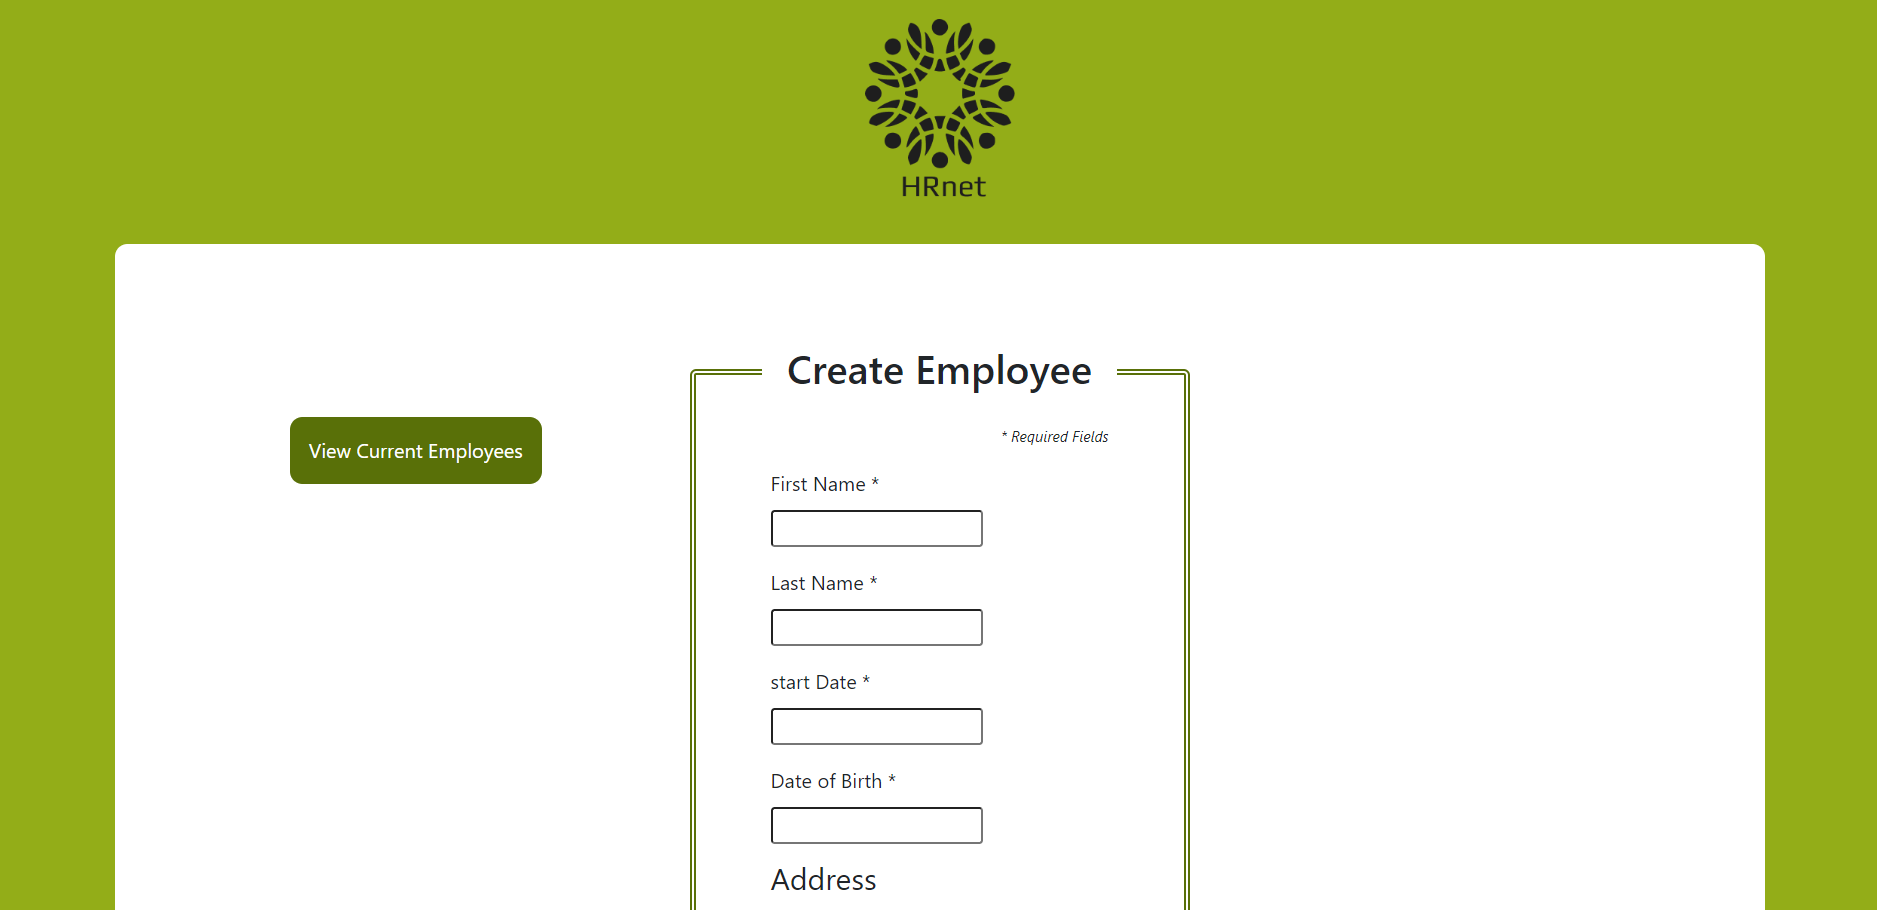 HRnet
Create Employee
View Current Employees
* Required Fields
First Name *
Last Name *
start Date *
Date of Birth *
Address